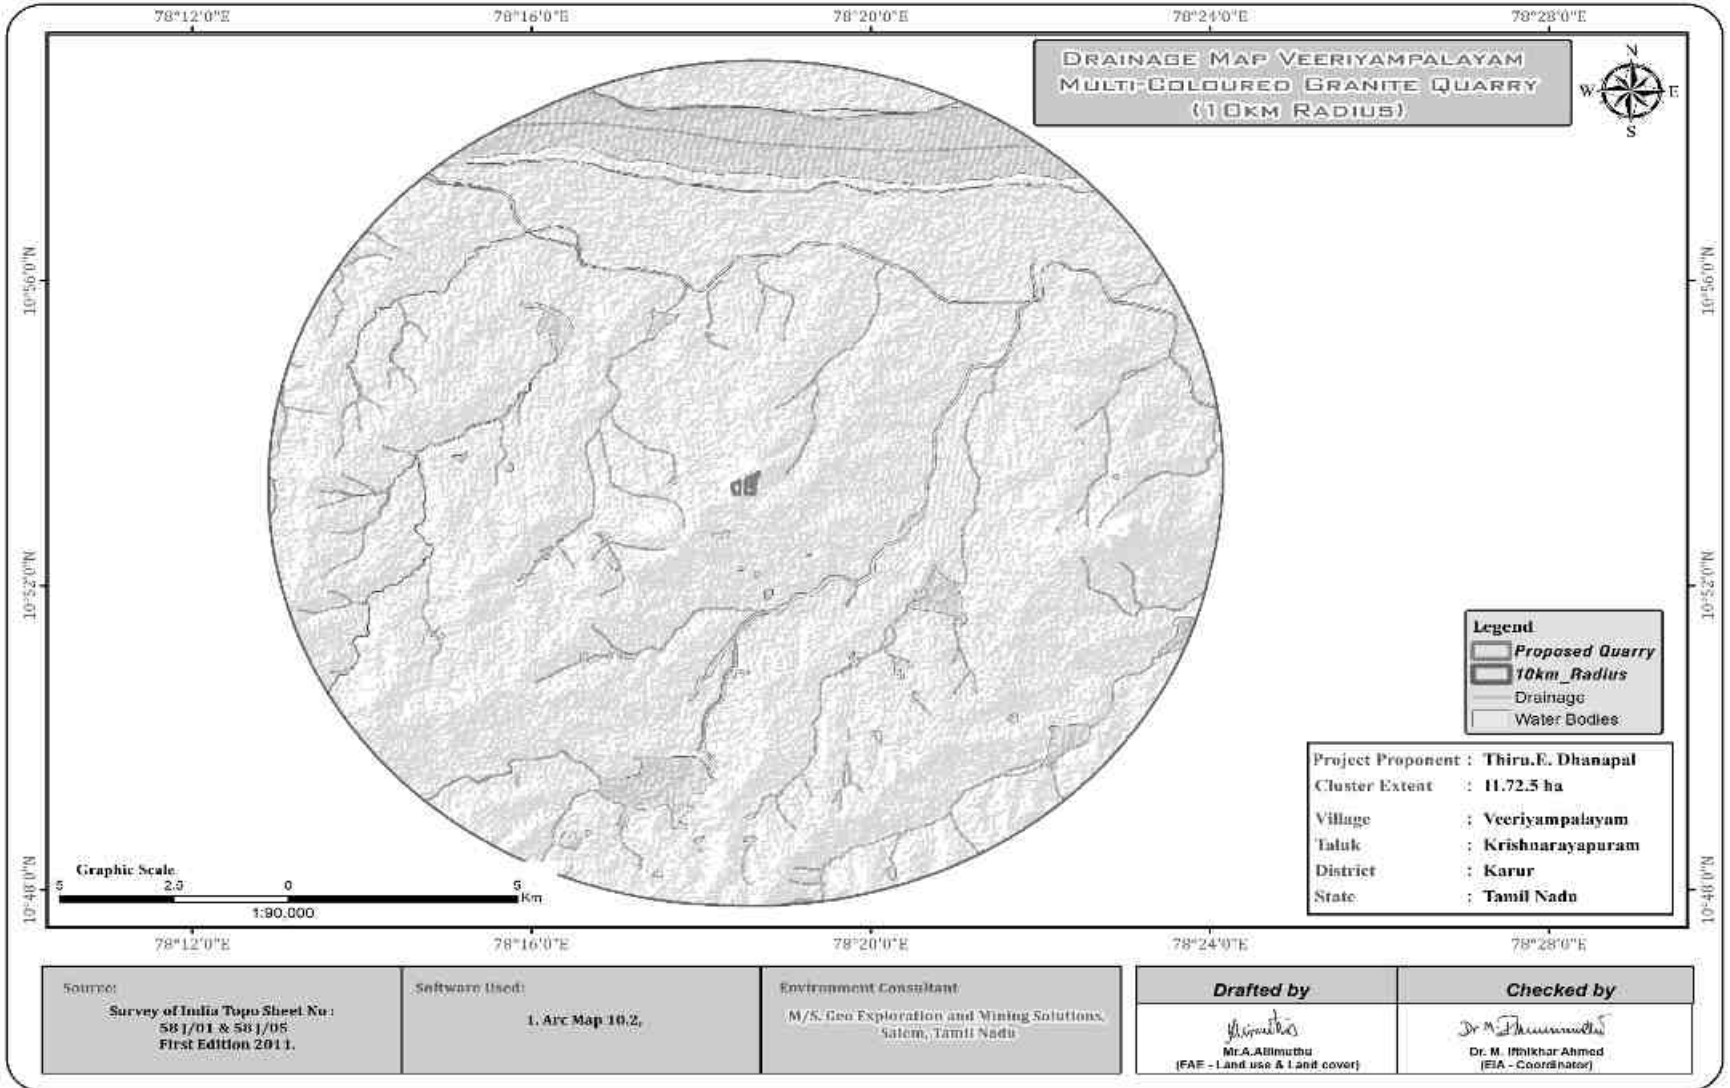 78°12'0"E 78°16'0"E 78°20'0"E 78°24'0"E 78°28'0"E
DRAINAGE MAP VEERIYAMPALAYAM
MULTI-COLOURED GRANITE QUARRY
(10KM RADIUS)
N
W E
S
10°56'0"N 10°56'0"N
10°52'0"N 10°52'0"N
10°48'0"N 10°48'0"N
Legend
Proposed Quarry
10km_Radius
Drainage
Water Bodies
Project Proponent : Thiru.E. Dhanapal
Cluster Extent : 11.72.5 ha
Village : Veeriyampalayam
Taluk : Krishnarayapuram
District : Karur
State : Tamil Nadu
Graphic Scale
5 2.5 0 5
Km
1:90,000
78°12'0"E 78°16'0"E 78°20'0"E 78°24'0"E 78°28'0"E
Source:
Survey of India Topo Sheet No :
58 J/01 & 58 J/05
First Edition 2011.
Software Used:
1. Arc Map 10.2,
Environment Consultant
M/S. Geo Exploration and Mining Solutions,
Salem, Tamil Nadu
Drafted by
Mr.A.Allimuthu
(FAE - Land use & Land cover)
Checked by
Dr. M.
Dr. M. Ifthikhar Ahmed
(EIA - Coordinator)